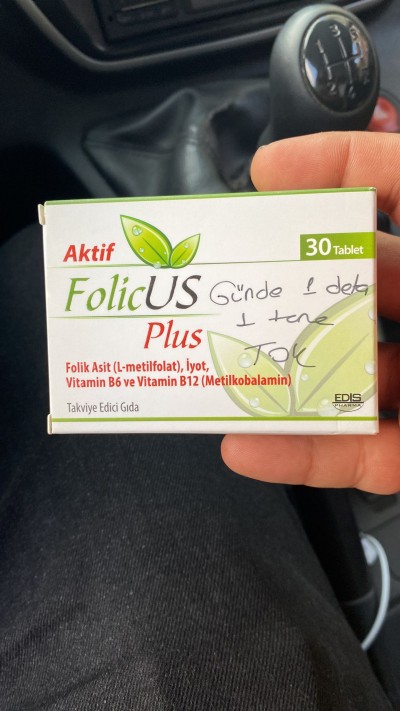 Aktif
30 Tablet
FolicUS
Plus
Günde 1 defa
1 tane
TOK
Folik Asit (L-metilfolat), İyot,
Vitamin B6 ve Vitamin B12 (Metilkobalamin)
Takviye Edici Gıda
EDIS
PHARMA